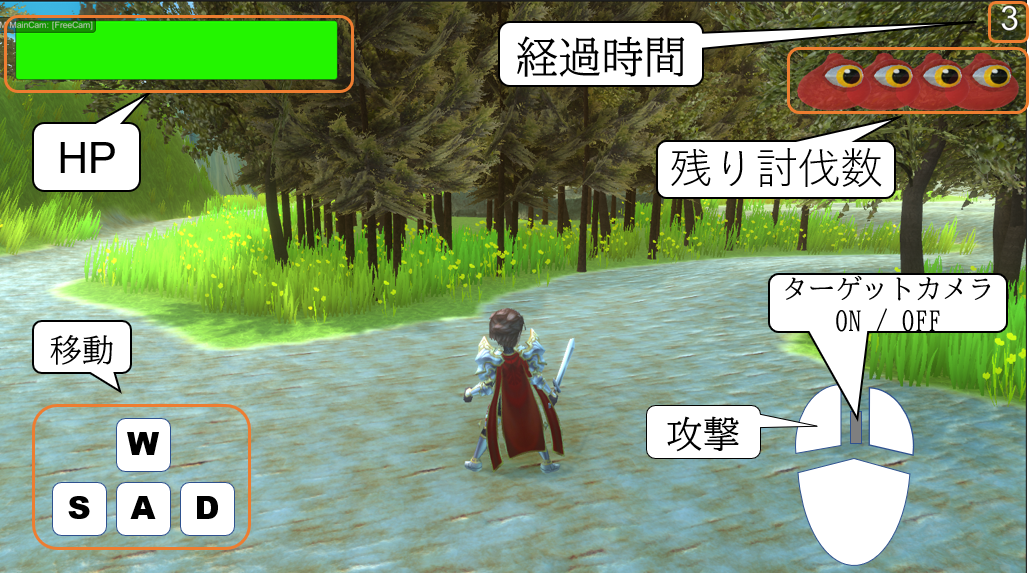 MainCam: [FreeCam]
3
経過時間
HP
残り討伐数
ターゲットカメラ
ON / OFF
移動
攻撃
W
S A D